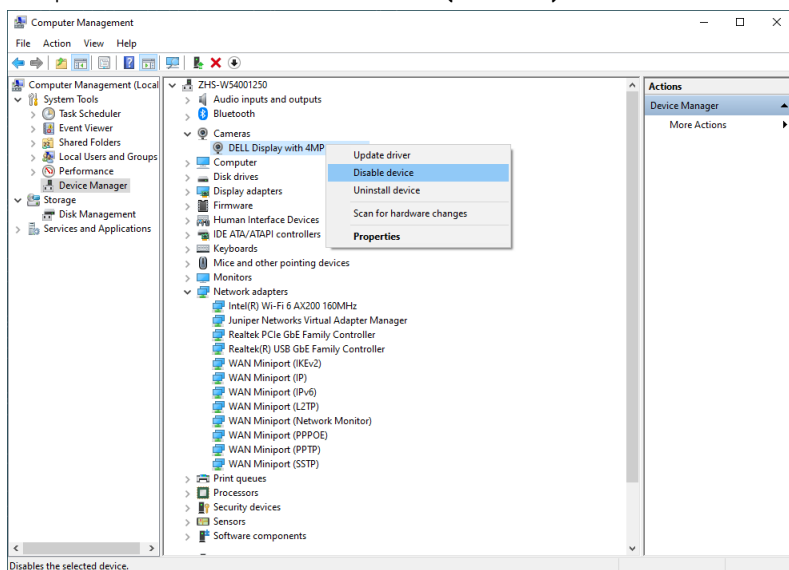 Computer Management
File Action View Help
Computer Management (Local
System Tools
Task Scheduler
Event Viewer
Shared Folders
Local Users and Groups
Performance
Device Manager
Storage
Disk Management
Services and Applications
ZHS-W54001250
Audio inputs and outputs
Bluetooth
Cameras
DELL Display with 4MP
Computer
Disk drives
Display adapters
Firmware
Human Interface Devices
IDE ATA/ATAPI controllers
Keyboards
Mice and other pointing devices
Monitors
Network adapters
Intel(R) Wi-Fi 6 AX200 160MHz
Juniper Networks Virtual Adapter Manager
Realtek PCIe GbE Family Controller
Realtek(R) USB GbE Family Controller
WAN Miniport (IKEv2)
WAN Miniport (IP)
WAN Miniport (IPv6)
WAN Miniport (L2TP)
WAN Miniport (Network Monitor)
WAN Miniport (PPPOE)
WAN Miniport (PPTP)
WAN Miniport (SSTP)
Print queues
Processors
Security devices
Sensors
Software components
Update driver
Disable device
Uninstall device
Scan for hardware changes
Properties
Actions
Device Manager
More Actions
Disables the selected device.